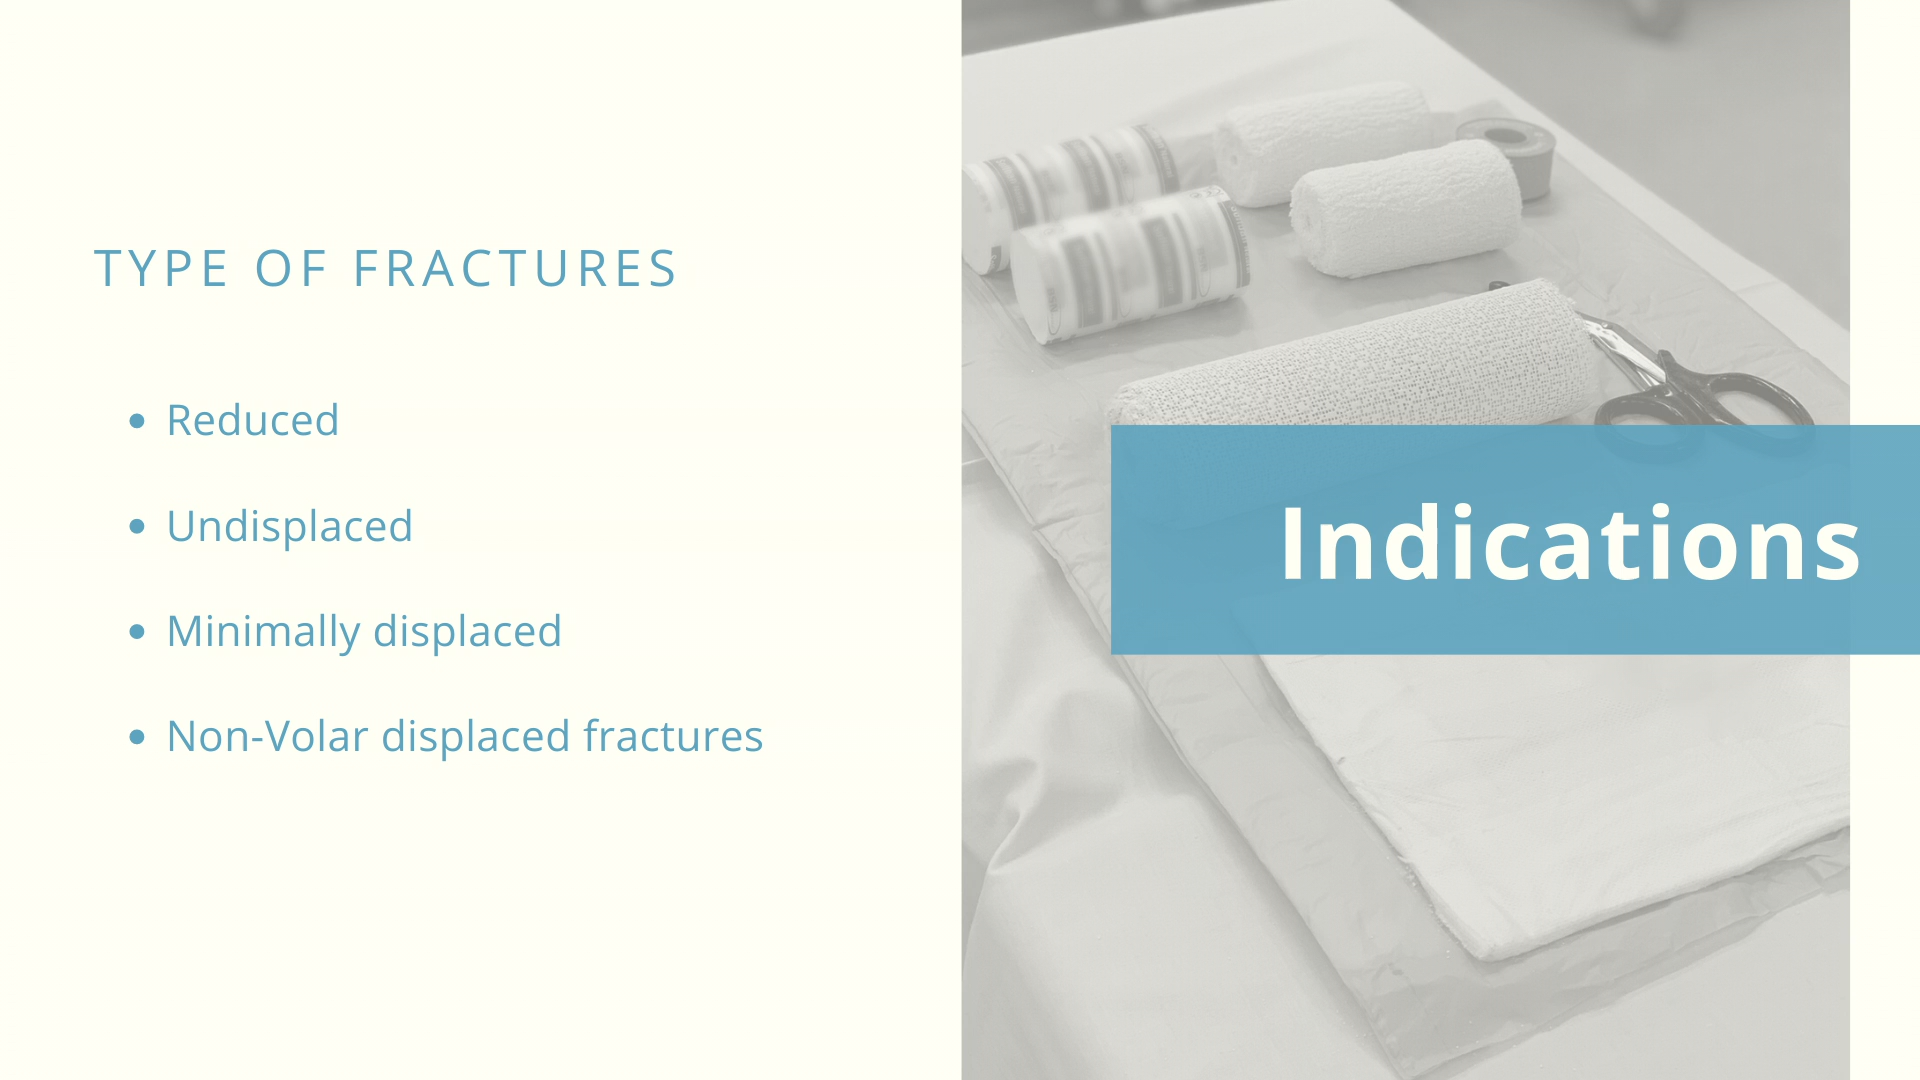 TYPE OF FRACTURES
• Reduced
• Undisplaced
• Minimally displaced
• Non-Volar displaced fractures
Indications